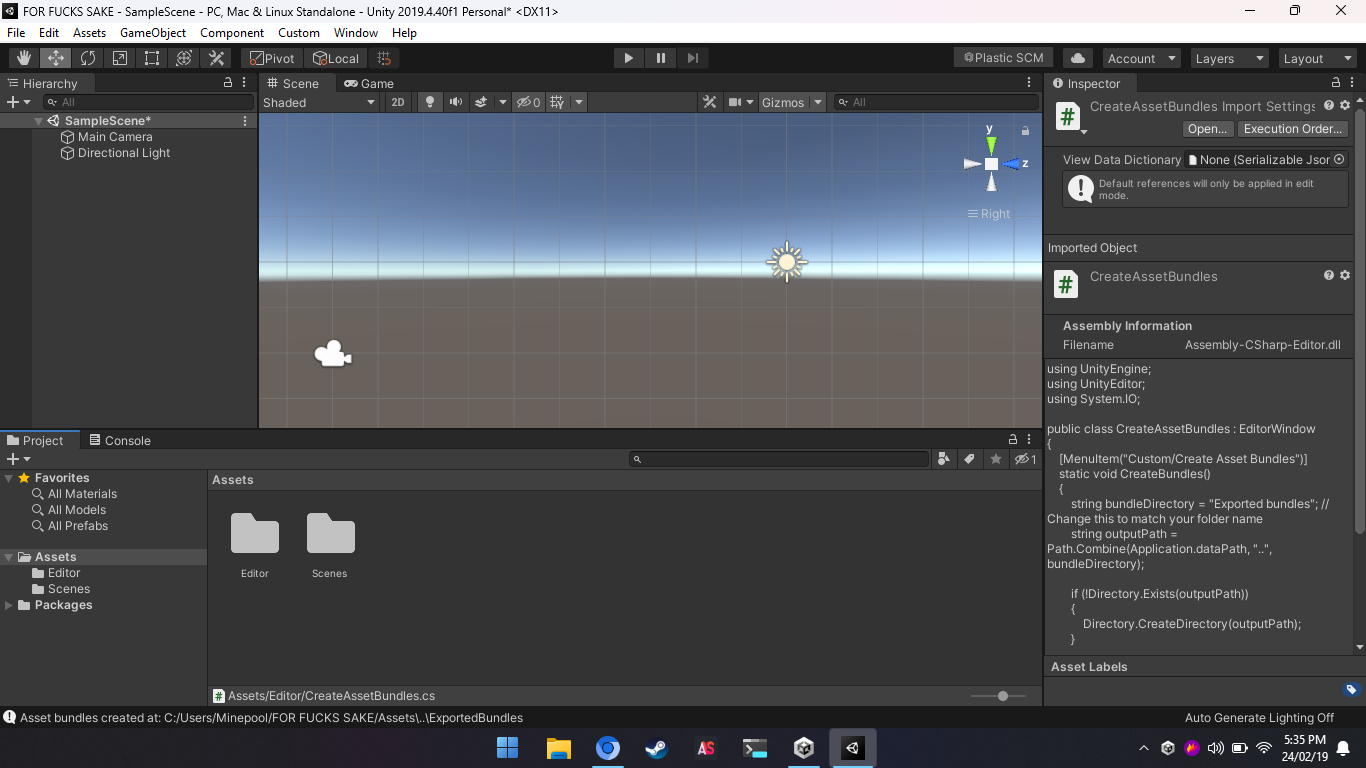 FOR FUCKS SAKE - SampleScene - PC, Mac & Linux Standalone - Unity 2019.4.40f1 Personal* <DX11>
File Edit Assets GameObject Component Custom Window Help
Pivot Local Plastic SCM Account Layers Layout
Hierarchy
All
SampleScene*
Main Camera
Directional Light
Scene Game
Shaded 2D 0 Gizmos All
y
z
Right
Inspector
CreateAssetBundles Import Settings
Open... Execution Order...
View Data Dictionary None (Serializable Jsor
Default references will only be applied in edit
mode.
Imported Object
CreateAssetBundles
Assembly Information
Filename Assembly-CSharp-Editor.dll
using UnityEngine;
using UnityEditor;
using System.IO;
public class CreateAssetBundles : EditorWindow
{
[MenuItem("Custom/Create Asset Bundles")]
static void CreateBundles()
{
string bundleDirectory = "Exported bundles"; //
Change this to match your folder name
string outputPath =
Path.Combine(Application.dataPath, "..",
bundleDirectory);
if (!Directory.Exists(outputPath))
{
Directory.CreateDirectory(outputPath);
}
Asset Labels
Project Console
1
Favorites
All Materials
All Models
All Prefabs
Assets
Editor
Scenes
Packages
Assets
Editor Scenes
Assets/Editor/CreateAssetBundles.cs
Asset bundles created at: C:/Users/Minepool/FOR FUCKS SAKE/Assets\..\ExportedBundles
Auto Generate Lighting Off
AS
5:35 PM
24/02/19